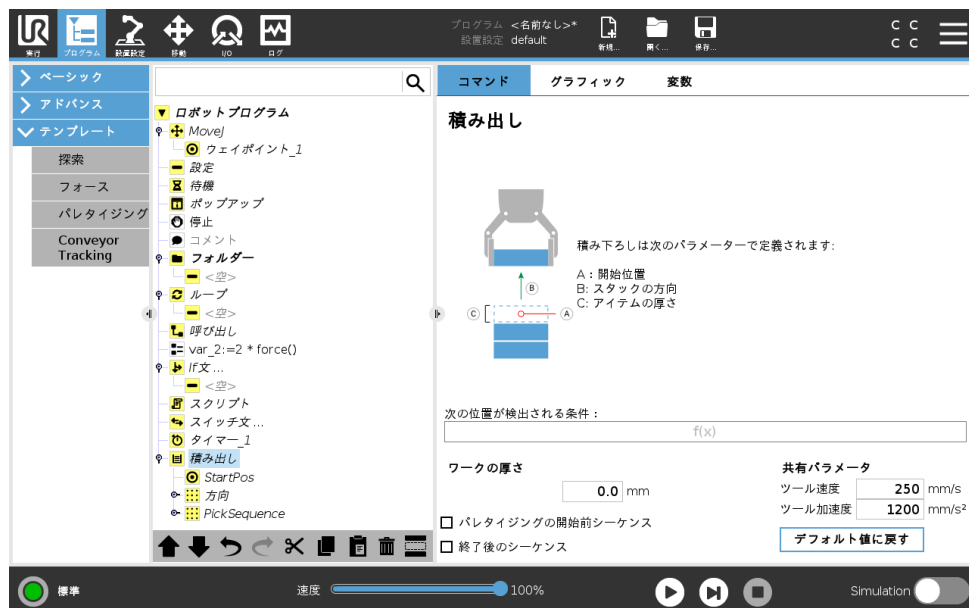 UR
実行
プログラム
設置設定
移動
I/O
ログ
プログラム <名前なし>*
設置設定 default
新規...
開く...
保存...
C C
C C
ベーシック
アドバンス
テンプレート
探索
フォース
パレタイジング
Conveyor
Tracking
ロボットプログラム
MoveJ
ウェイポイント_1
設定
待機
ポップアップ
停止
コメント
フォルダー
<空>
ループ
<空>
呼び出し
var_2:=2 * force()
If文 ...
<空>
スクリプト
スイッチ文 ...
タイマー_1
積み出し
StartPos
方向
PickSequence
コマンド
グラフィック
変数
積み出し
積み下ろしは次のパラメーターで定義されます:
A : 開始位置
B: スタックの方向
C: アイテムの厚さ
B
C
A
次の位置が検出される条件 :
f(x)
ワークの厚さ
0.0 mm
パレタイジングの開始前シーケンス
終了後のシーケンス
共有パラメータ
ツール速度 250 mm/s
ツール加速度 1200 mm/s²
デフォルト値に戻す
標準
速度
100%
Simulation